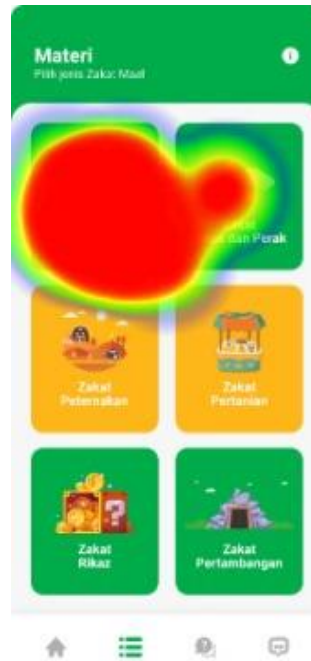 Materi
Pilih jenis Zakat Maal
dan Perak
Zakat
Peternakan
Zakat
Pertanian
Zakat
Rikaz
Zakat
Pertambangan